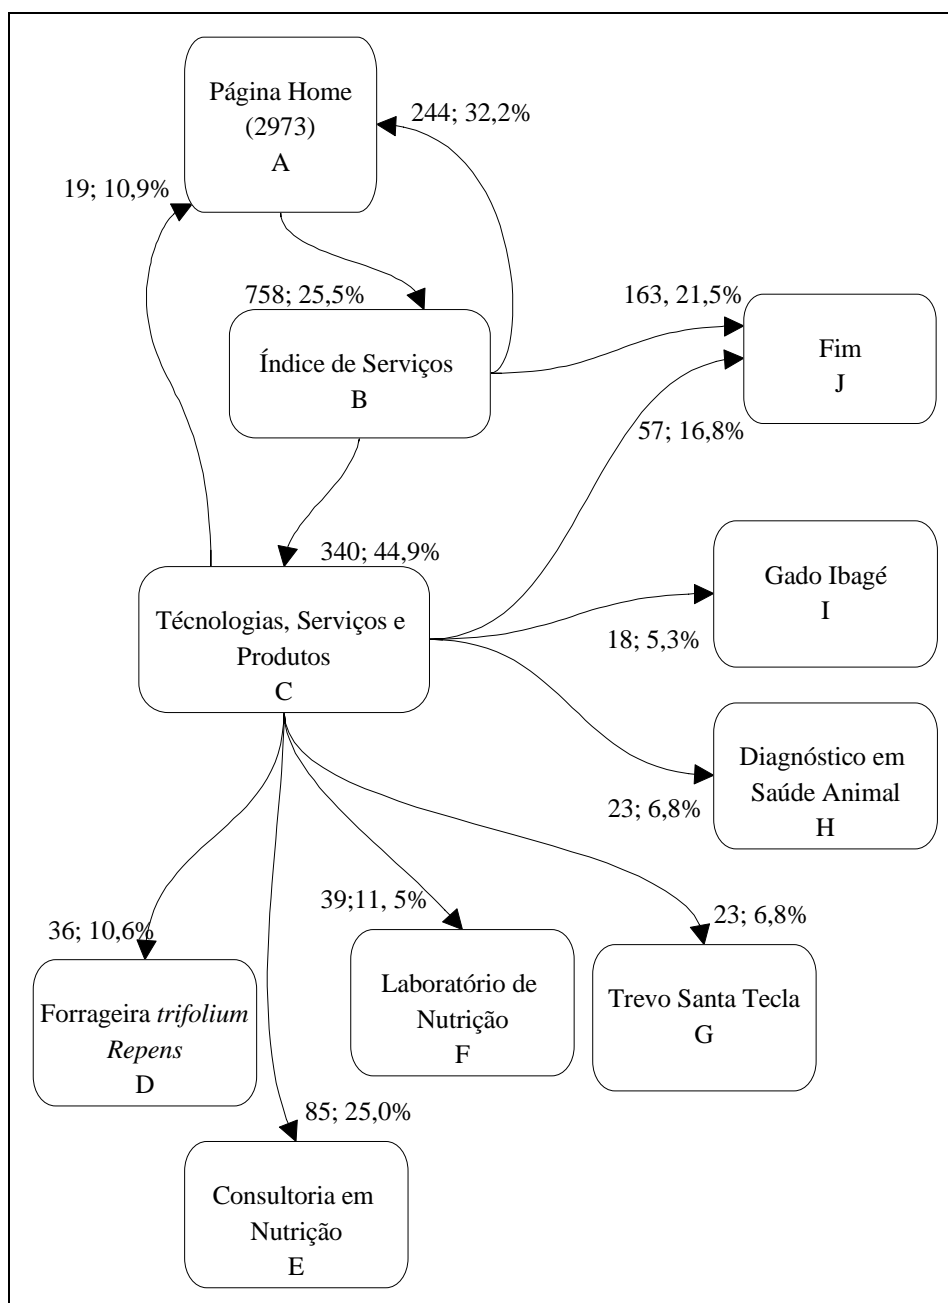 Página Home
(2973)
A
244; 32,2%
19; 10,9%
758; 25,5%
163, 21,5%
Índice de Serviços
B
Fim
J
57; 16,8%
340; 44,9%
Técnologias, Serviços e
Produtos
C
Gado Ibagé
I
18; 5,3%
Diagnóstico em
Saúde Animal
H
23; 6,8%
39;11, 5%
23; 6,8%
36; 10,6%
Forrageira trifolium
Repens
D
Laboratório de
Nutrição
F
Trevo Santa Tecla
G
85; 25,0%
Consultoria em
Nutrição
E